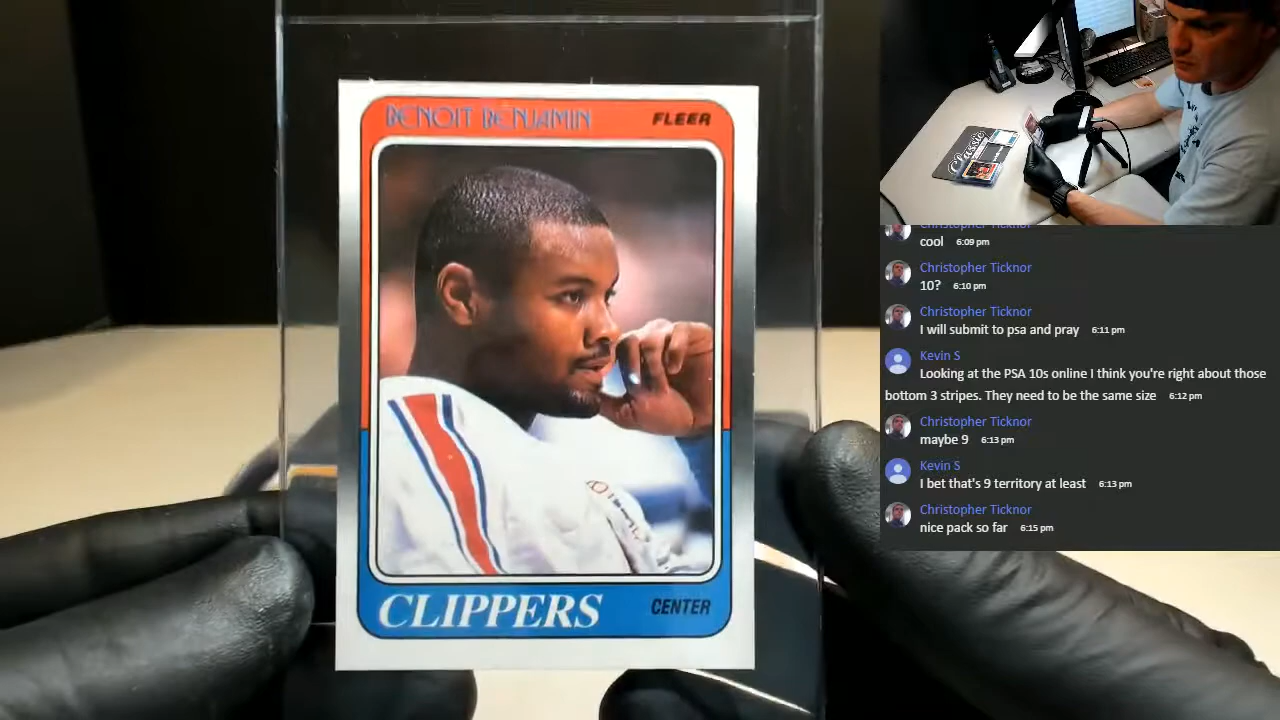 BENOIT BENJAMIN FLEER
CLIPPERS CENTER
Classic
Christopher Ticknor
cool 6:09 pm
Christopher Ticknor
10? 6:10 pm
Christopher Ticknor
I will submit to psa and pray 6:11 pm
Kevin S
Looking at the PSA 10s online I think you're right about those
bottom 3 stripes. They need to be the same size 6:12 pm
Christopher Ticknor
maybe 9 6:13 pm
Kevin S
I bet that's 9 territory at least 6:13 pm
Christopher Ticknor
nice pack so far 6:15 pm